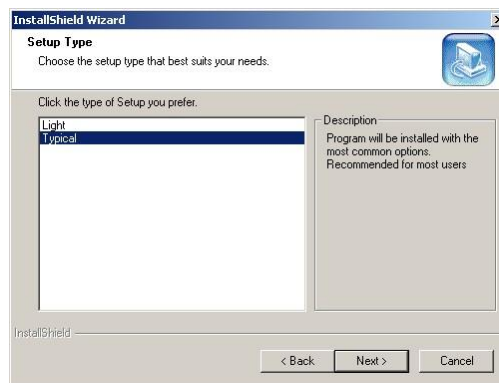 InstallShield Wizard
Setup Type
Choose the setup type that best suits your needs.
Click the type of Setup you prefer.
Light
Typical
Description
Program will be installed with the
most common options.
Recommended for most users
InstallShield
< Back
Next >
Cancel